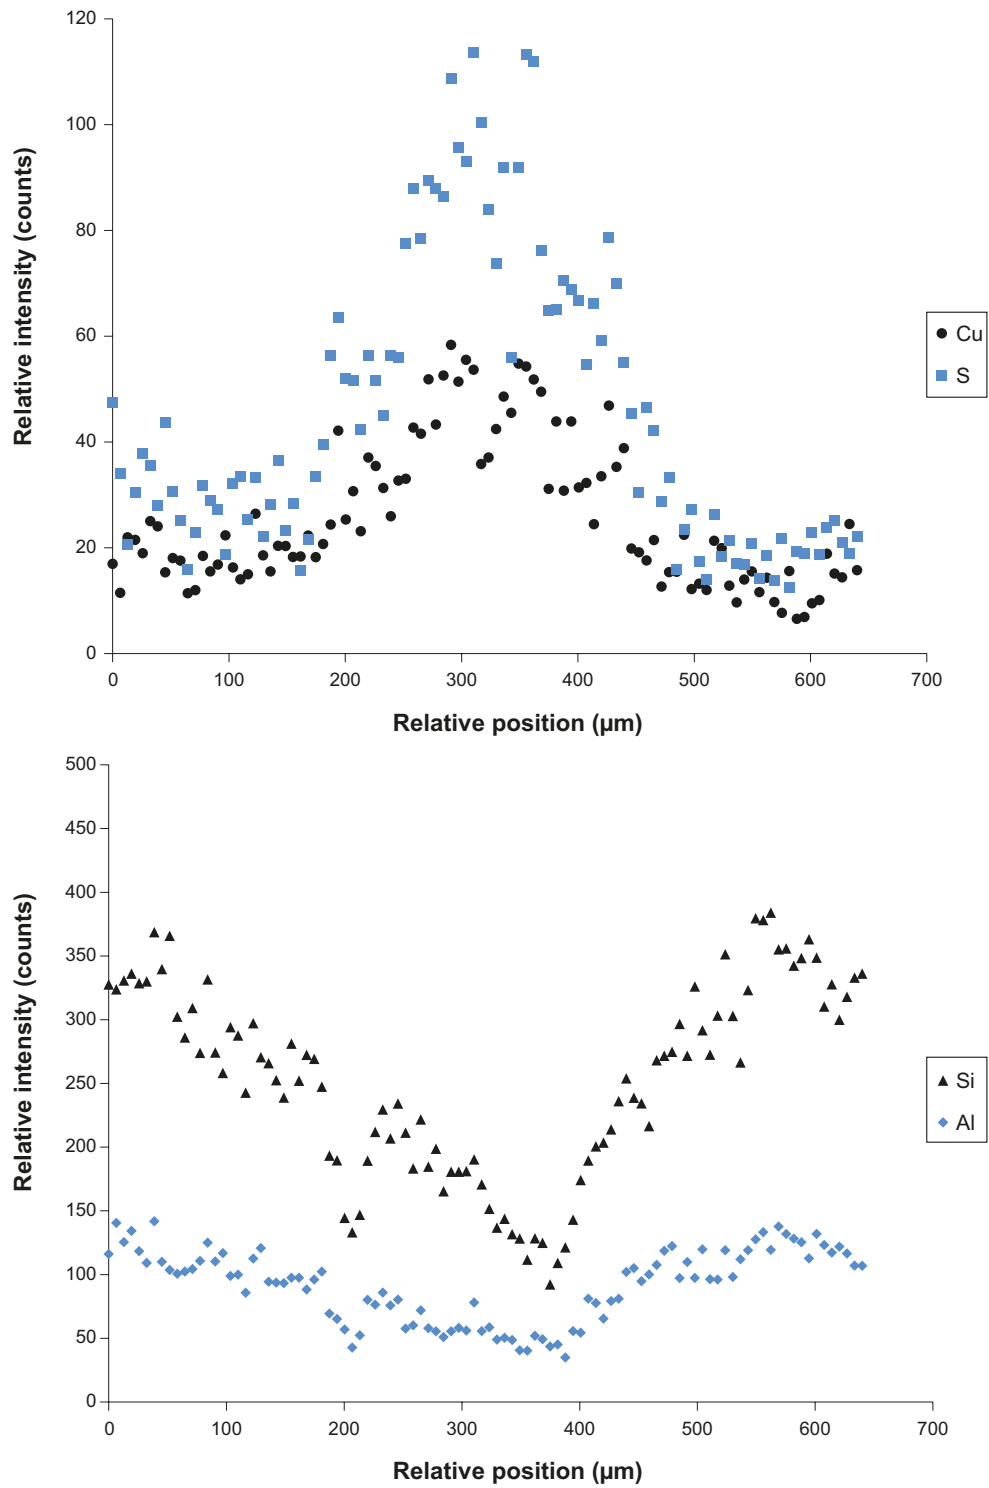 120
100
80
60
40
20
0
Relative intensity (counts)
0 100 200 300 400 500 600 700
Relative position (µm)
Cu
S
500
450
400
350
300
250
200
150
100
50
0
Relative intensity (counts)
0 100 200 300 400 500 600 700
Relative position (µm)
Si
Al